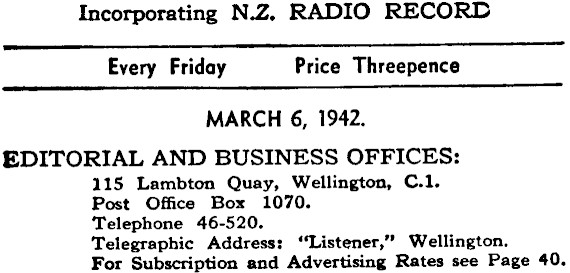 Incorporating N.Z. RADIO RECORD
Every Friday Price Threepence
MARCH 6, 1942.
EDITORIAL AND BUSINESS OFFICES:
115 Lambton Quay, Wellington, C.1.
Post Office Box 1070.
Telephone 46-520.
Telegraphic Address: "Listener," Wellington.
For Subscription and Advertising Rates see Page 40.